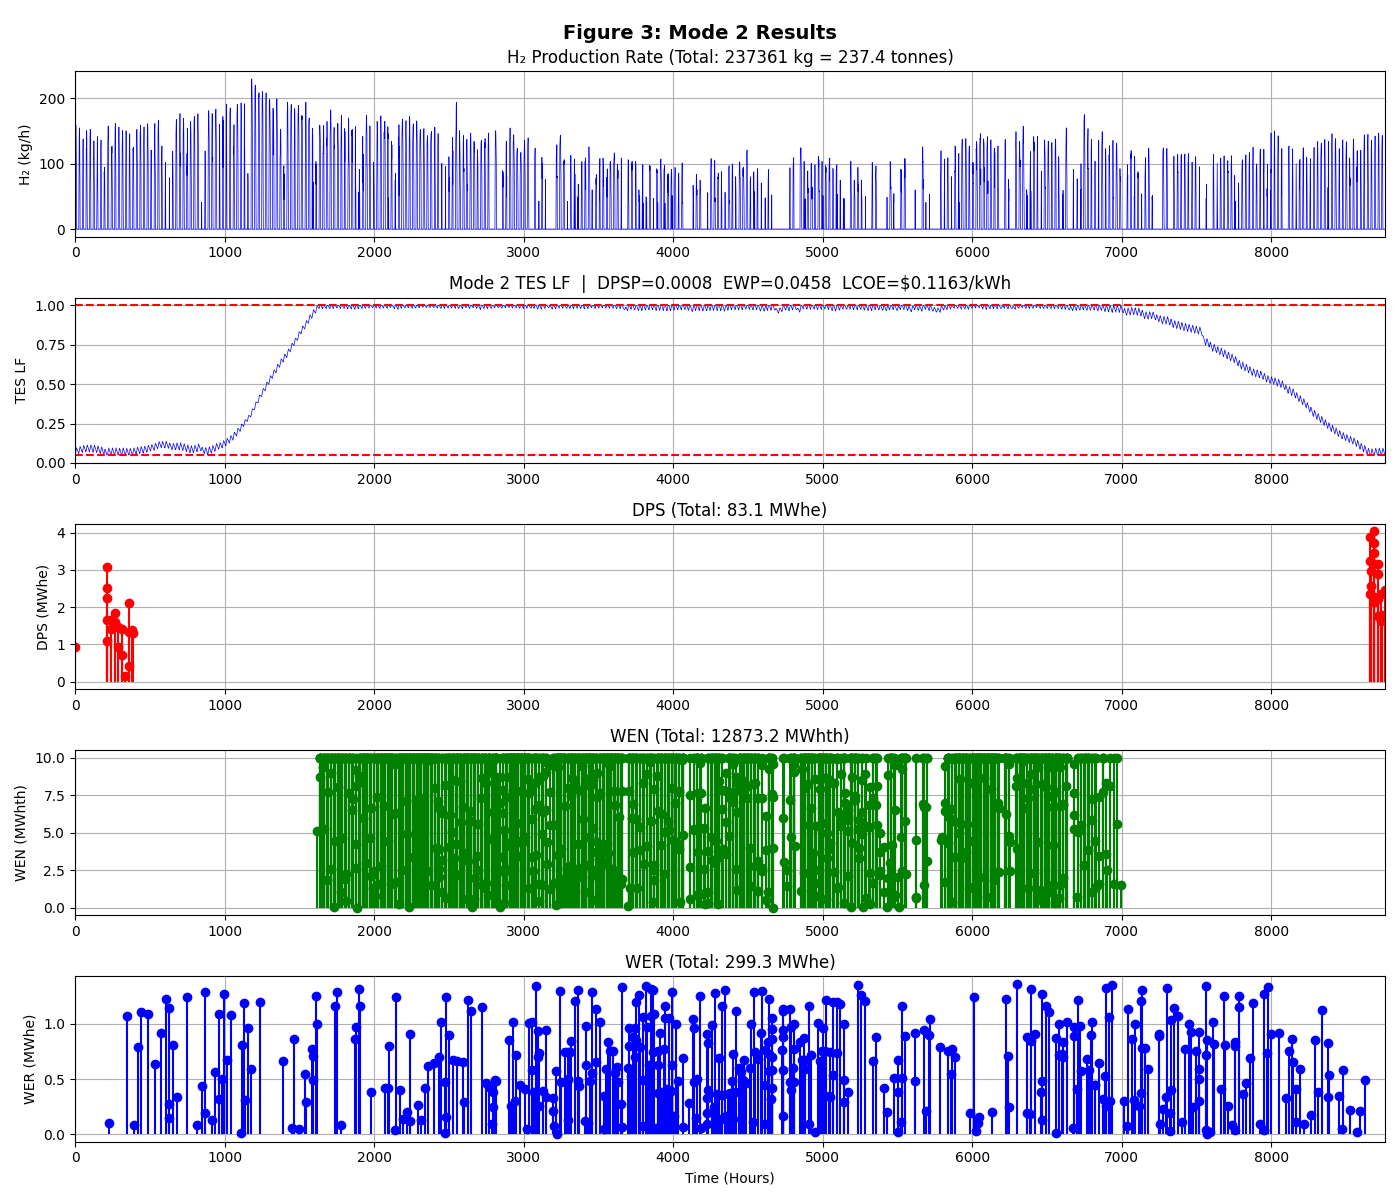 Figure 3: Mode 2 Results
H₂ Production Rate (Total: 237361 kg = 237.4 tonnes)
H₂ (kg/h)
200
100
0
0 1000 2000 3000 4000 5000 6000 7000 8000
Mode 2 TES LF | DPSP=0.0008 EWP=0.0458 LCOE=$0.1163/kWh
TES LF
1.00
0.75
0.50
0.25
0.00
0 1000 2000 3000 4000 5000 6000 7000 8000
DPS (Total: 83.1 MWhe)
DPS (MWhe)
4
3
2
1
0
0 1000 2000 3000 4000 5000 6000 7000 8000
WEN (Total: 12873.2 MWhth)
WEN (MWhth)
10.0
7.5
5.0
2.5
0.0
0 1000 2000 3000 4000 5000 6000 7000 8000
WER (Total: 299.3 MWhe)
WER (MWhe)
1.0
0.5
0.0
0 1000 2000 3000 4000 5000 6000 7000 8000
Time (Hours)